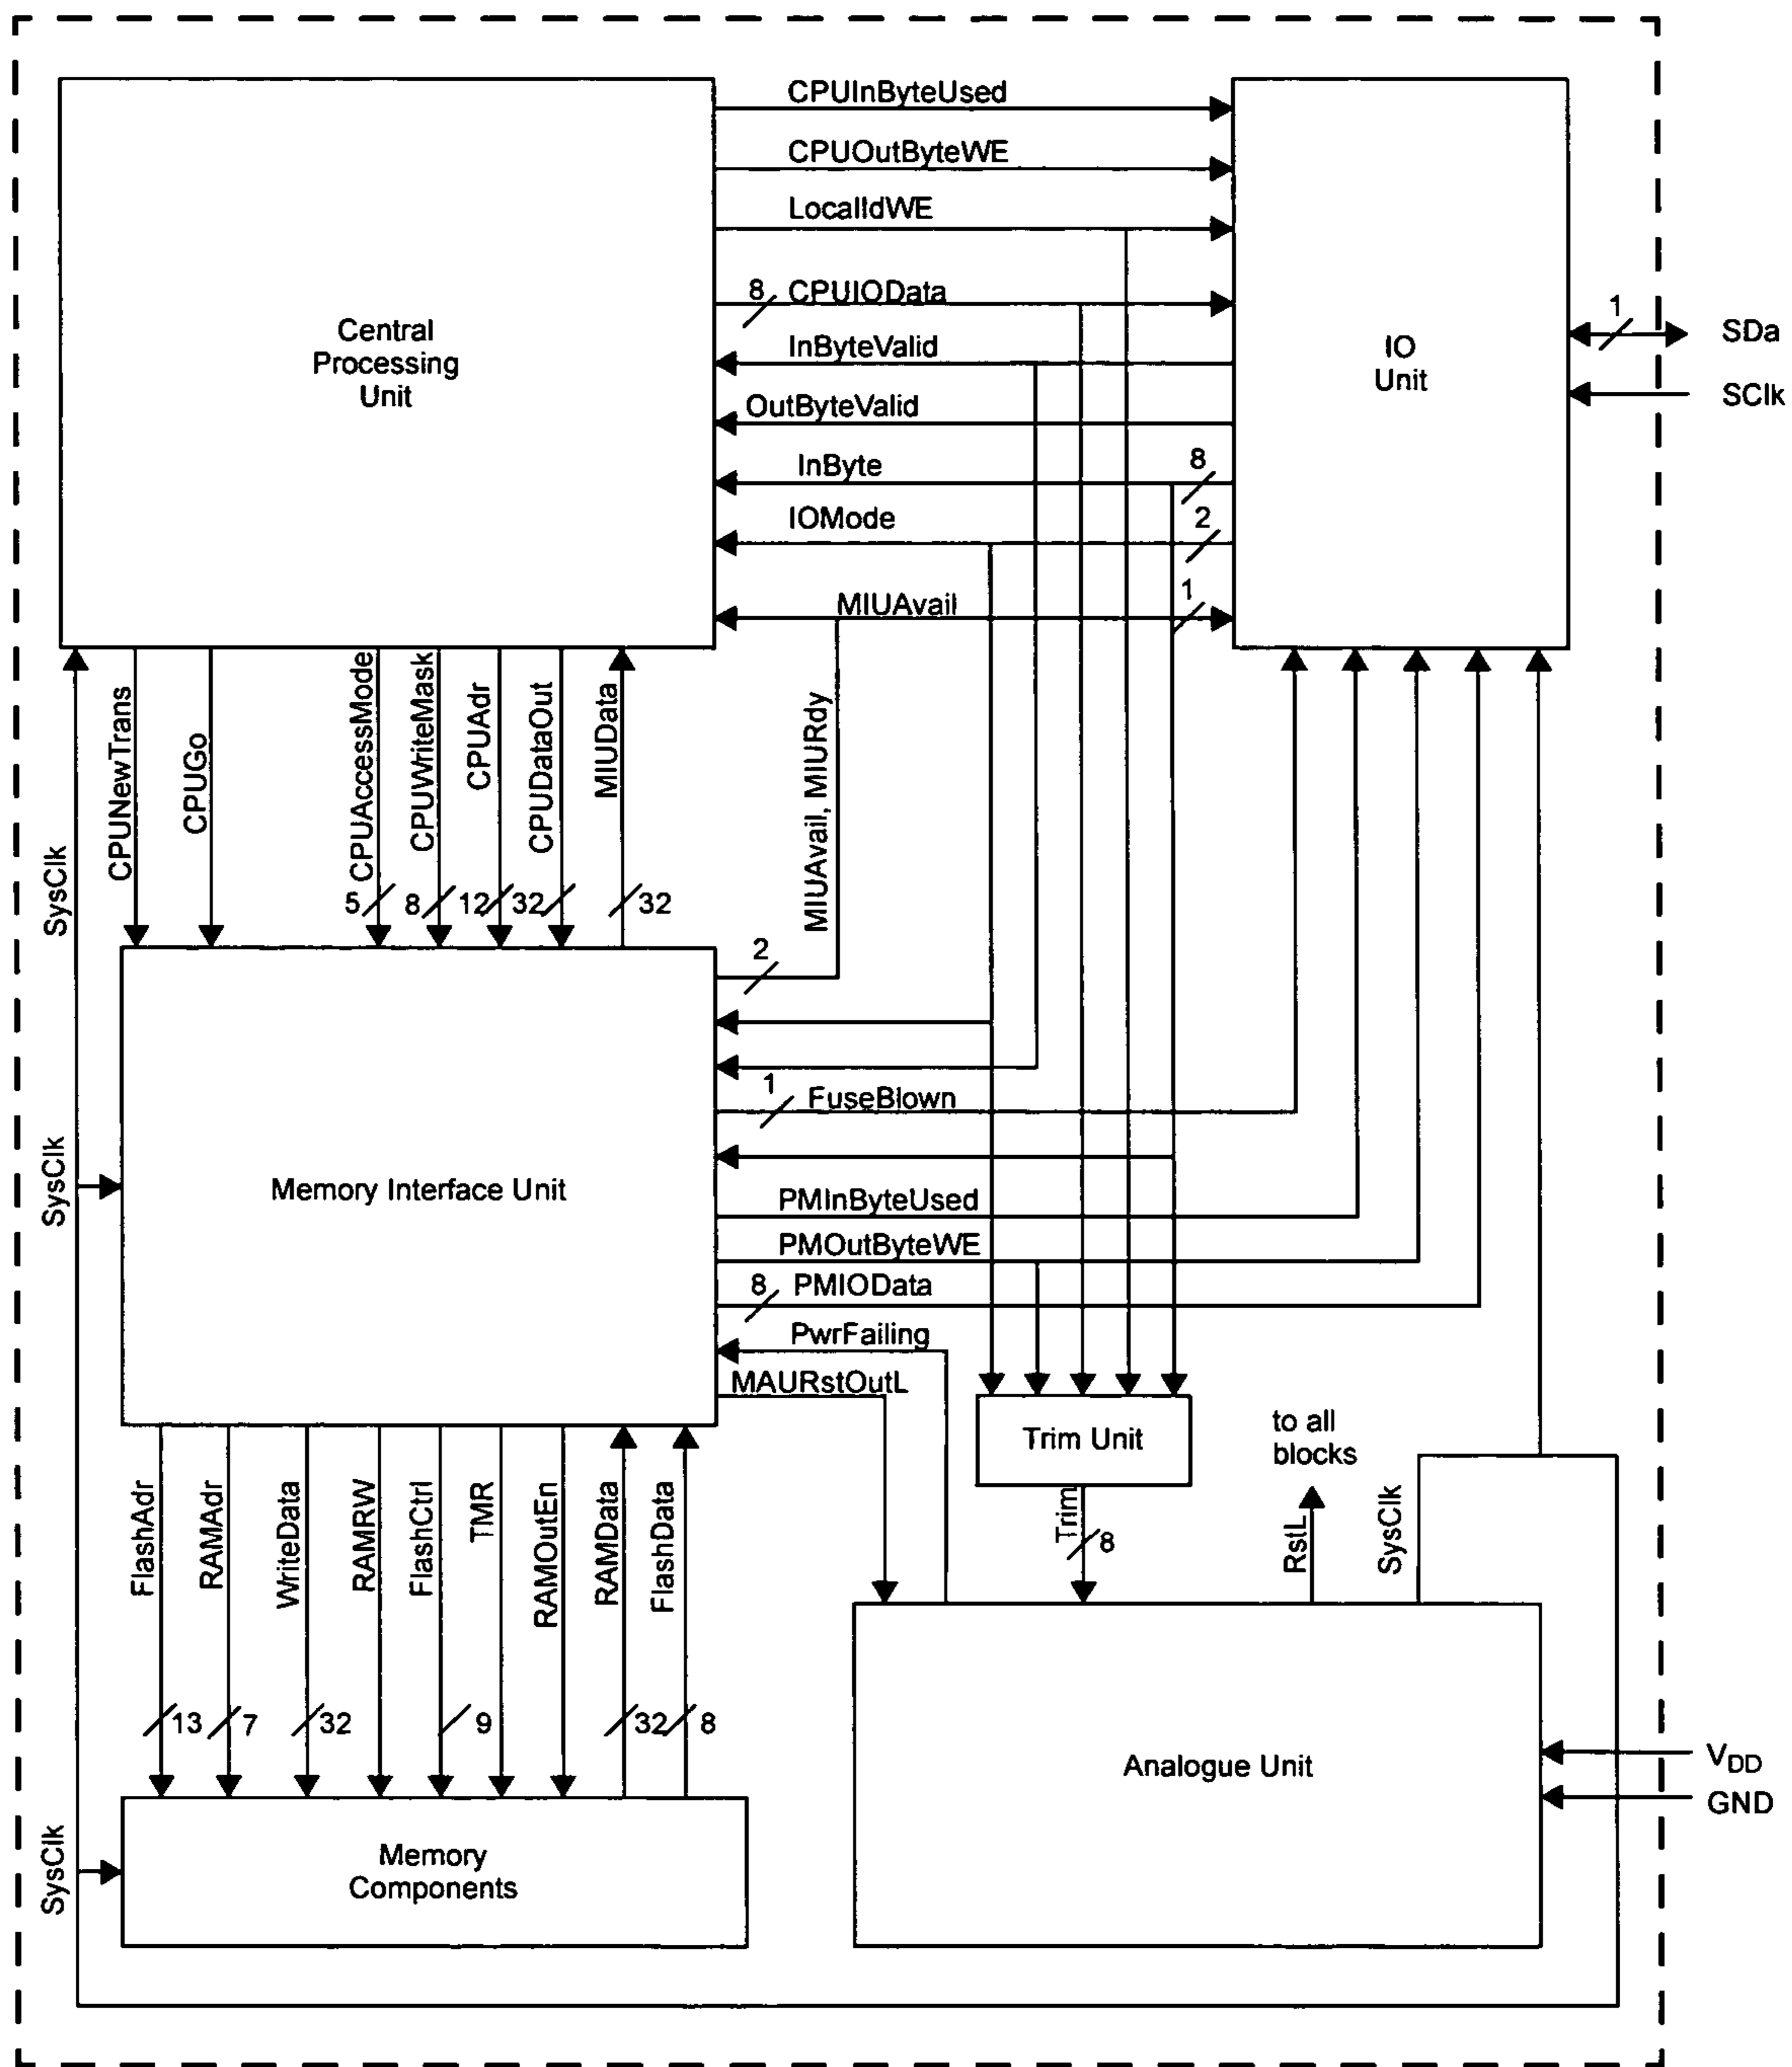 CPUInByteUsed
CPUOutByteWE
LocalIdWE
8
CPUIOData
Central
Processing
Unit
InByteValid
IO
Unit
1
SDa
SClk
OutByteValid
InByte
8
IOMode
2
MIUAvail
1
SysClk
CPUNewTrans
CPUGo
CPUAccessMode
CPUWriteMask
CPUAdr
CPUDataOut
MIUData
MIUAvail, MIURdy
5
8
12
32
32
2
1
FuseBlown
SysClk
Memory Interface Unit
PMInByteUsed
PMOutByteWE
8
PMIOData
PwrFailing
MAURstOutL
Trim Unit
to all
blocks
FlashAdr
RAMAdr
WriteData
RAMRW
FlashCtrl
TMR
RAMOutEn
RAMData
FlashData
Trim
8
RstL
SysClk
13
7
32
9
32
8
Analogue Unit
VDD
GND
SysClk
Memory
Components